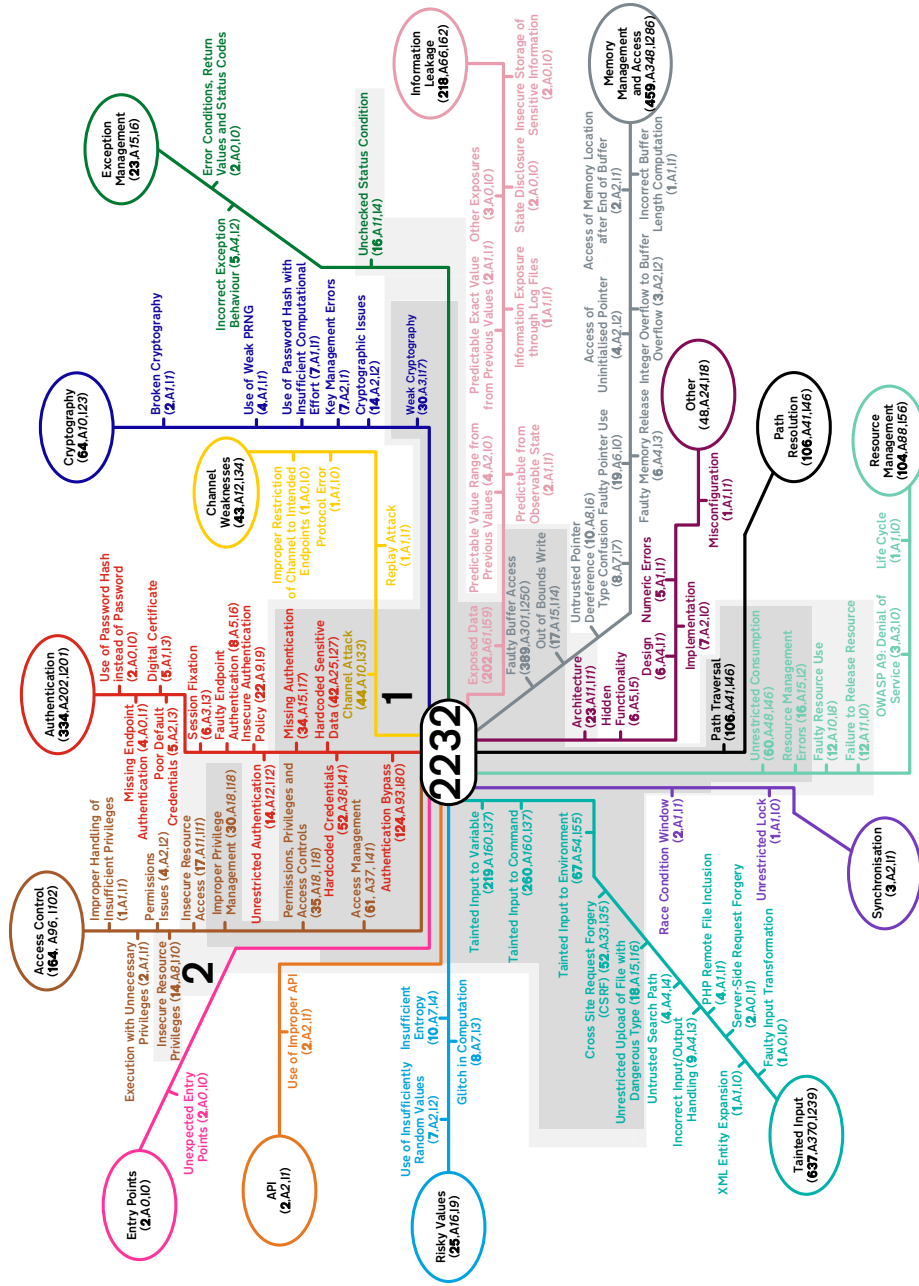 Entry Points
(2,A0,I0)
Unexpected Entry
Points (2,A0,I0)
Access Control
(164, A96, I102)
Improper Handling of
Insufficient Privileges
(1,A1,I1)
Execution with Unnecessary
Privileges (2,A1,I1)
Permissions
Issues (4,A2,I2)
Insecure Resource
Privileges (14,A8,I10)
Insecure Resource
Access (17,A11,I11)
Improper Privilege
Management (30,A18,I18)
Permissions, Privileges and
Access Controls
(35,A18, I18)
Access Management
(61, A37, I41)
2
Authentication
(334,A202,I201)
Use of Password Hash
Instead of Password
(2,A0,I0)
Missing Endpoint
Authentication (4,A0,I1)
Digital Certificate
(5,A1,I3)
Poor Default
Credentials (5,A2,I3)
Session Fixation
(6,A3,I3)
Faulty Endpoint
Authentication (8,A5,I6)
Insecure Authentication
Policy (22,A9,I9)
Unrestricted Authentication
(14,A12,I12)
Missing Authentication
(34,A15,I17)
Hardcoded Sensitive
Data (42,A25,I27)
Hardcoded Credentials
(52,A38,I41)
Authentication Bypass
(124,A93,I80)
Channel
Weaknesses
(43,A12,I34)
Improper Restriction
of Channel to Intended
Endpoints (1,A0,I0)
Protocol Error
(1,A1,I0)
Replay Attack
(1,A1,I1)
Channel Attack
(44,A10,I33)
1
Cryptography
(64,A10,I23)
Broken Cryptography
(2,A1,I1)
Use of Weak PRNG
(4,A1,I1)
Use of Password Hash with
Insufficient Computational
Effort (7,A1,I1)
Key Management Errors
(7,A2,I1)
Cryptographic Issues
(14,A2,I2)
Weak Cryptography
(30,A3,I17)
Exception
Management
(23,A15,I6)
Error Conditions, Return
Values and Status Codes
(2,A0,I0)
Incorrect Exception
Behaviour (5,A4,I2)
Unchecked Status Condition
(16,A11,I4)
2232
API
(2,A2,I1)
Use of Improper API
(2,A2,I1)
Risky Values
(25,A16,I9)
Use of Insufficiently
Random Values
(7,A2,I2)
Insufficient
Entropy
(10,A7,I4)
Glitch in Computation
(8,A7,I3)
Information
Leakage
(218,A66,I62)
Exposed Data
(202,A61,I59)
Predictable Value Range from
Previous Values (4,A2,I0)
Predictable Exact Value
from Previous Values (2,A1,I1)
Other Exposures
(3,A0,I0)
Predictable from
Observable State
(2,A1,I1)
Information Exposure
through Log Files
(1,A1,I1)
State Disclosure
(2,A0,I0)
Insecure Storage of
Sensitive Information
(2,A0,I0)
Memory
Management
and Access
(459,A348,I286)
Faulty Buffer Access
(389,A301,I250)
Out of Bounds Write
(17,A15,I14)
Untrusted Pointer
Dereference (10,A8,I6)
Type Confusion
(8,A7,I7)
Faulty Pointer Use
(19,A6,I0)
Access of
Uninitialised Pointer
(4,A2,I2)
Access of Memory Location
after End of Buffer
(2,A2,I1)
Faulty Memory Release
(6,A4,I3)
Integer Overflow to Buffer
Overflow (3,A2,I2)
Incorrect Buffer
Length Computation
(1,A1,I1)
Other
(48,A24,I18)
Architecture
(23,A11,I11)
Hidden
Functionality
(6,A5,I5)
Design
(6,A4,I1)
Numeric Errors
(5,A1,I1)
Implementation
(7,A2,I0)
Misconfiguration
(1,A1,I1)
Path
Resolution
(106,A41,I46)
Path Traversal
(106,A41,I46)
Resource
Management
(104,A88,I56)
Unrestricted Consumption
(60,A48,I46)
Resource Management
Errors (16,A15,I2)
Faulty Resource Use
(12,A10,I8)
Failure to Release Resource
(12,A11,I0)
OWASP A9: Denial of
Service (3,A3,I0)
Life Cycle
(1,A1,I0)
Synchronisation
(3,A2,I1)
Race Condition Window
(2,A1,I1)
Unrestricted Lock
(1,A1,I0)
Tainted Input
(637,A370,I239)
Tainted Input to Variable
(219,A160,I37)
Tainted Input to Command
(260,A160,I37)
Tainted Input to Environment
(67,A54,I55)
Cross Site Request Forgery
(CSRF) (52,A33,I35)
Unrestricted Upload of File with
Dangerous Type (18,A15,I16)
Untrusted Search Path
(4,A4,I4)
Incorrect Input/Output
Handling (9,A4,I3)
PHP Remote File Inclusion
(4,A1,I1)
Server-Side Request Forgery
(2,A0,I1)
XML Entity Expansion
(1,A1,I0)
Faulty Input Transformation
(1,A0,I0)